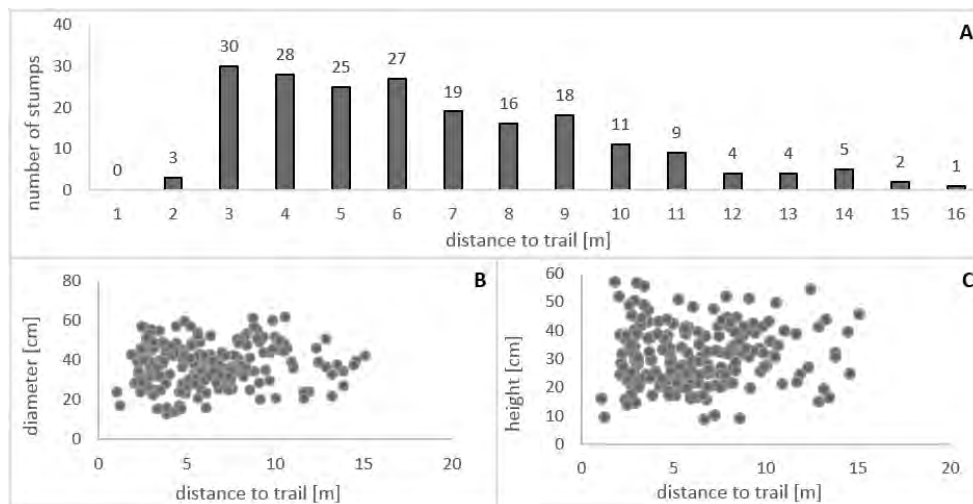 A
number of stumps
40
30
20
10
0
0 3 30 28 25 27 19 16 18 11 9 4 4 5 2 1
1 2 3 4 5 6 7 8 9 10 11 12 13 14 15 16
distance to trail [m]
B
diameter [cm]
80
60
40
20
0
0 5 10 15 20
distance to trail [m]
C
height [cm]
60
50
40
30
20
10
0
0 5 10 15 20
distance to trail [m]